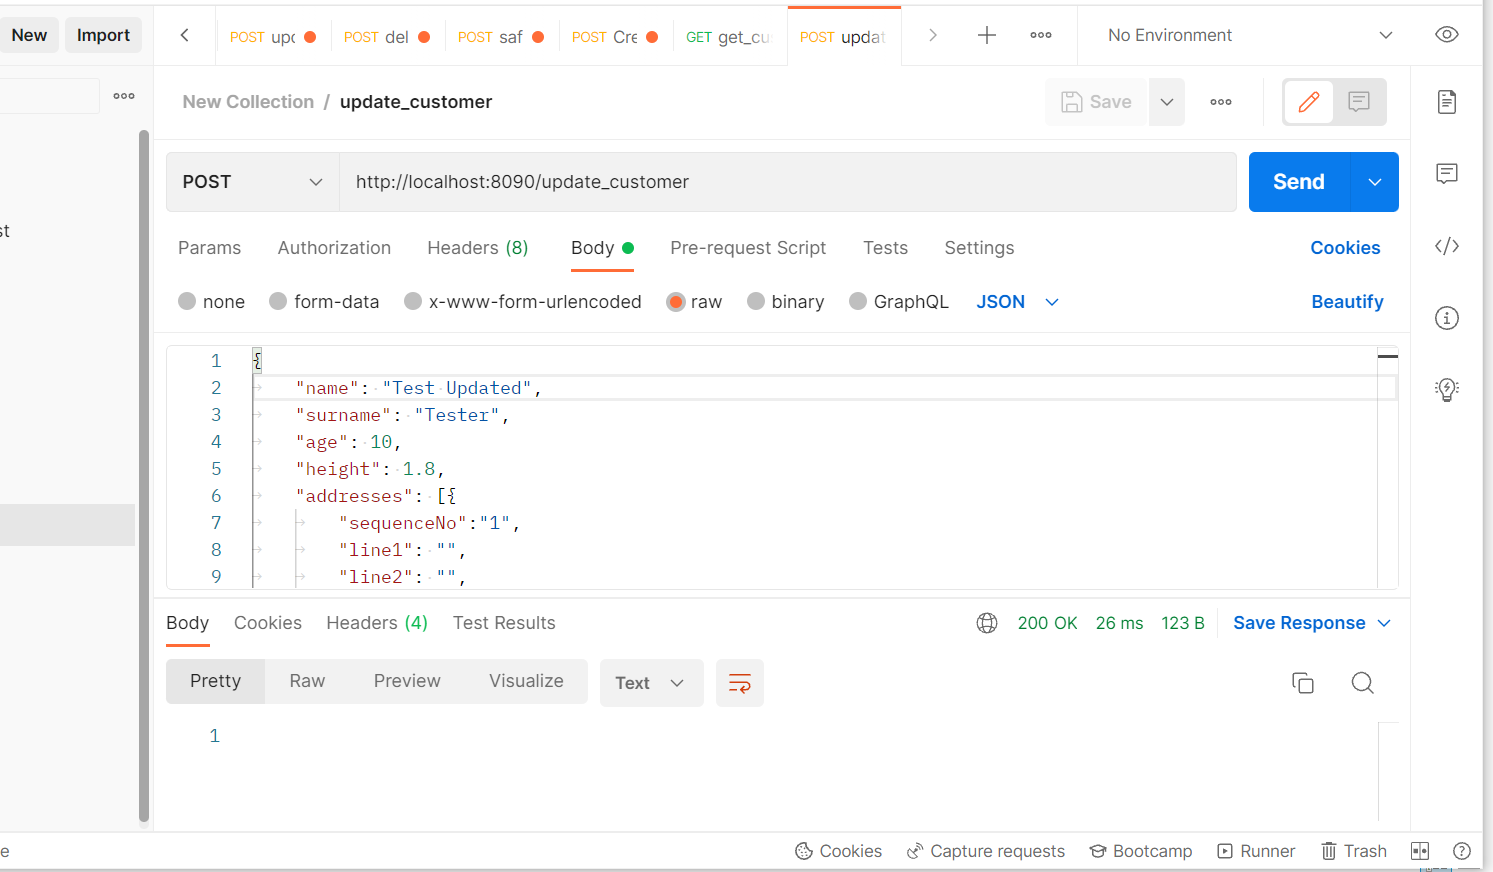 New Import
POST upc POST del POST saf POST Cre GET get_cu POST updat
No Environment
New Collection / update_customer
Save
st
POST http://localhost:8090/update_customer Send
Params Authorization Headers (8) Body Pre-request Script Tests Settings Cookies
none form-data x-www-form-urlencoded raw binary GraphQL JSON Beautify
1 {
2 "name": "Test Updated",
3 "surname": "Tester",
4 "age": 10,
5 "height": 1.8,
6 "addresses": [{
7 "sequenceNo":"1",
8 "line1": "",
9 "line2": "",
Body Cookies Headers (4) Test Results 200 OK 26 ms 123 B Save Response
Pretty Raw Preview Visualize Text
1
e Cookies Capture requests Bootcamp Runner Trash